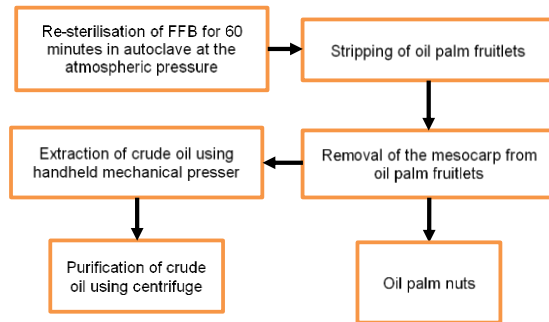 Re-sterilisation of FFB for 60
minutes in autoclave at the
atmospheric pressure
Stripping of oil palm fruitlets
Extraction of crude oil using
handheld mechanical presser
Removal of the mesocarp from
oil palm fruitlets
Purification of crude
oil using centrifuge
Oil palm nuts